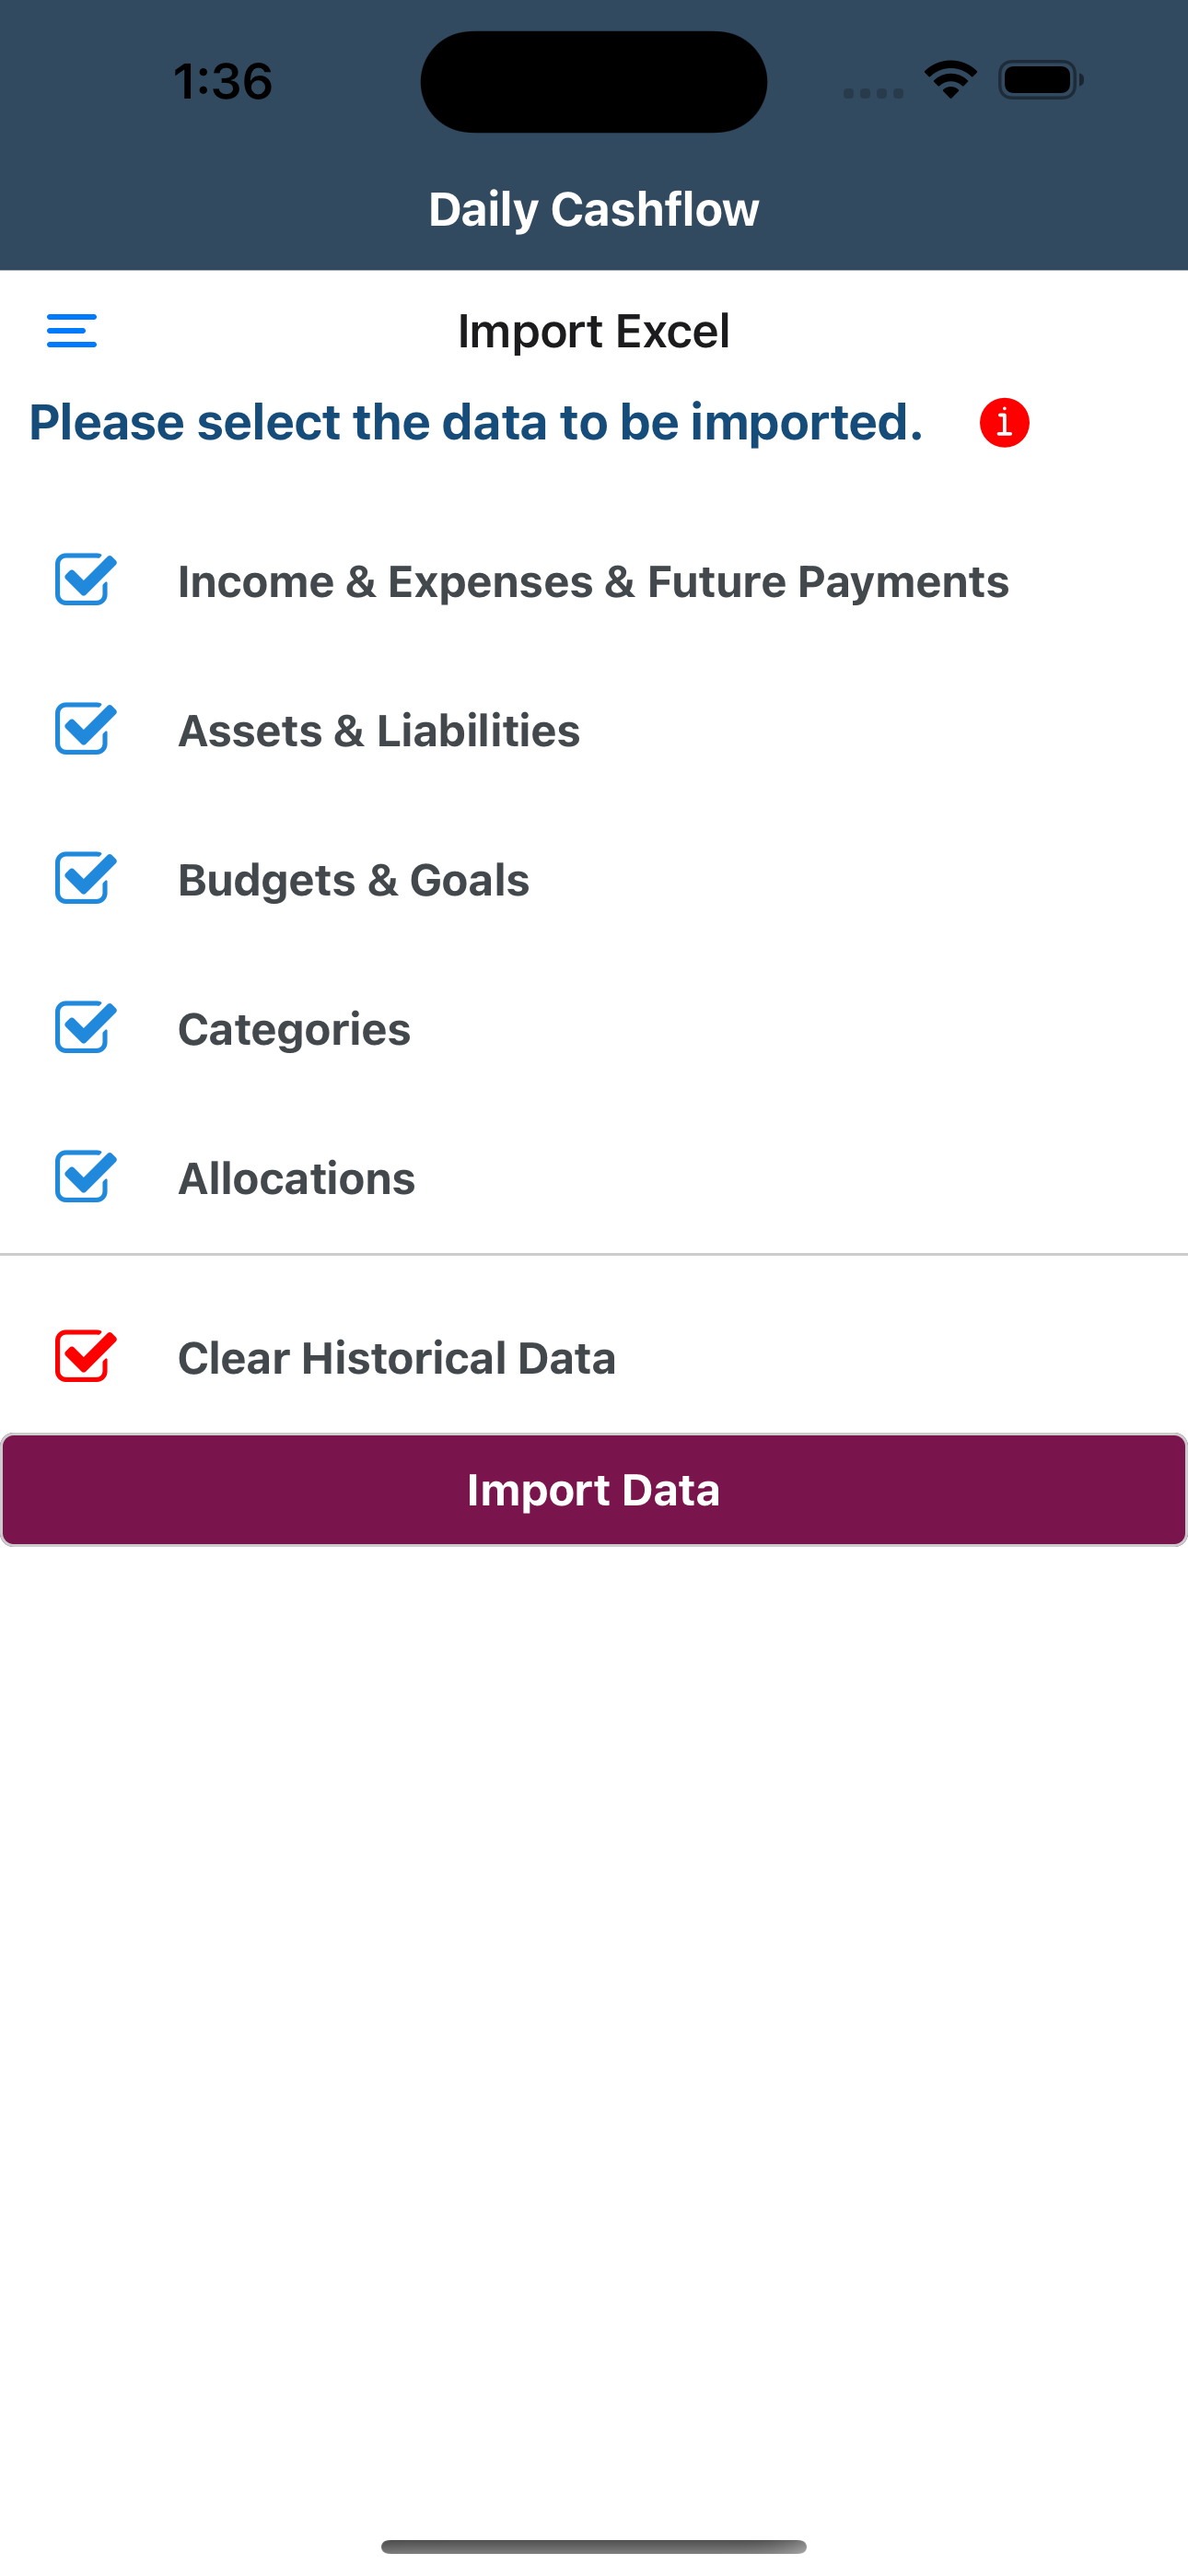 1:36
Daily Cashflow
Import Excel
Please select the data to be imported.
Income & Expenses & Future Payments
Assets & Liabilities
Budgets & Goals
Categories
Allocations
Clear Historical Data
Import Data